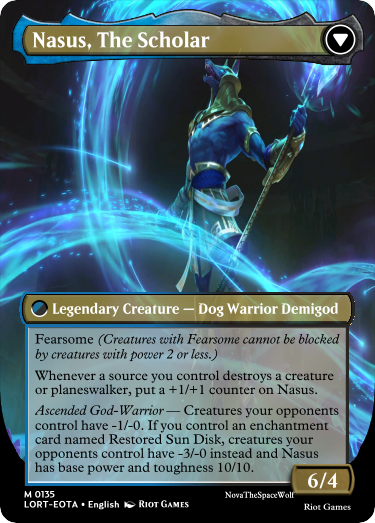 Nasus, The Scholar
Legendary Creature — Dog Warrior Demigod
Fearsome (Creatures with Fearsome cannot be blocked
by creatures with power 2 or less.)
Whenever a source you control destroys a creature
or planeswalker, put a +1/+1 counter on Nasus.
Ascended God-Warrior — Creatures your opponents
control have -1/-0. If you control an enchantment
card named Restored Sun Disk, creatures your
opponents control have -3/-0 instead and Nasus
has base power and toughness 10/10.
6/4
M 0135
LORT-EOTA • English Riot Games
NovaTheSpaceWolf
Riot Games